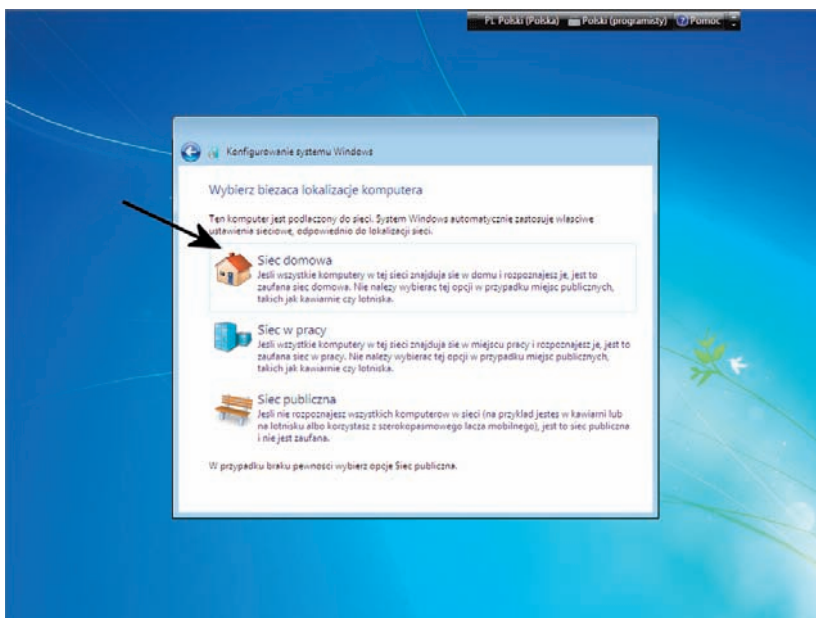 PL Polski (Polska) Polski (programisty) Pomoc
Konfigurowanie systemu Windows
Wybierz biezaca lokalizacje komputera
Ten komputer jest podlaczony do sieci. System Windows automatycznie zastosuje wlasciwe
ustawienia sieciowe, odpowiednio do lokalizacji sieci.
Siec domowa
Jesli wszystkie komputery w tej sieci znajduja sie w domu i rozpoznajesz je, jest to
zaufana siec domowa. Nie nalezy wybierac tej opcji w przypadku miejsc publicznych,
takich jak kawiarnie czy lotniska.
Siec w pracy
Jesli wszystkie komputery w tej sieci znajduja sie w miejscu pracy i rozpoznajesz je, jest to
zaufana siec w pracy. Nie nalezy wybierac tej opcji w przypadku miejsc publicznych,
takich jak kawiarnie czy lotniska.
Siec publiczna
Jesli nie rozpoznajesz wszystkich komputerow w sieci (na przyklad jestes w kawiarni lub
na lotnisku albo korzystasz z szerokopasmowego lacza mobilnego), jest to siec publiczna
i nie jest zaufana.
W przypadku braku pewnosci wybierz opcje Siec publiczna.